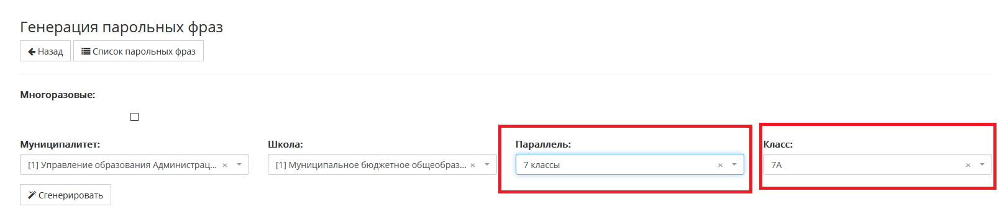 Генерация парольных фраз
Назад Список парольных фраз
Многоразовые:
Муниципалитет: Школа: Параллель: Класс:
[1] Управление образования Администрац... × [1] Муниципальное бюджетное общеобраз... × 7 классы × 7А ×
Сгенерировать